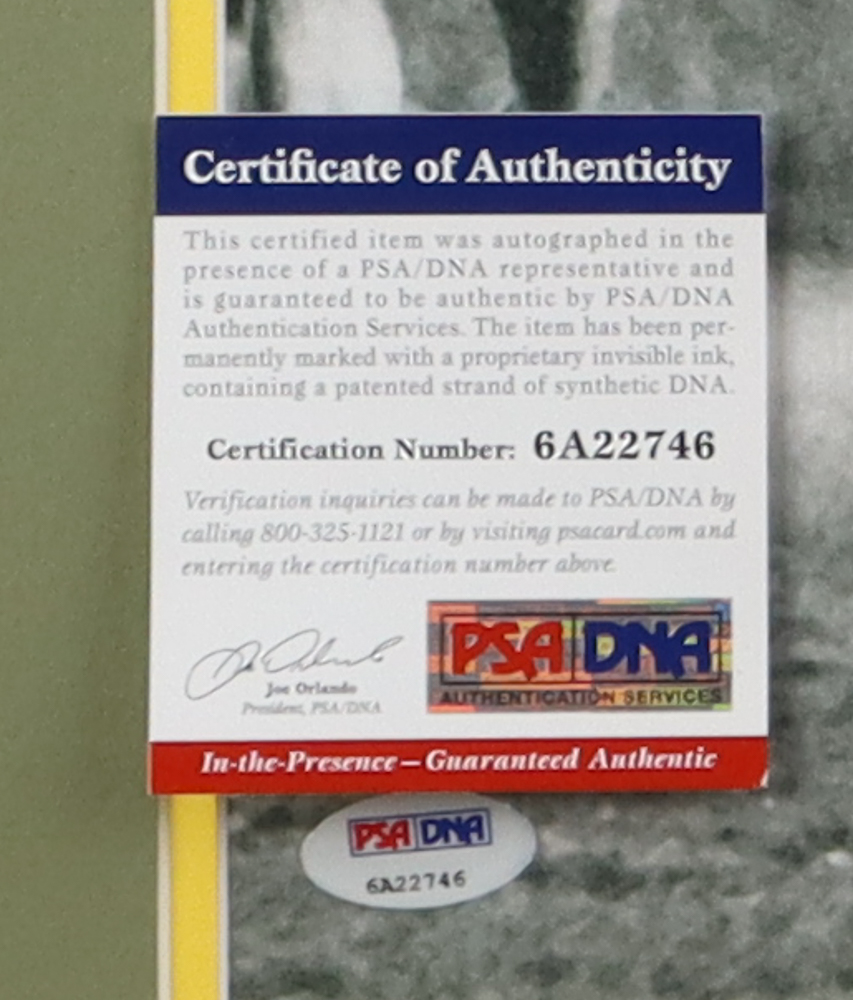 Certificate of Authenticity
This certified item was autographed in the
presence of a PSA/DNA representative and
is guaranteed to be authentic by PSA/DNA
Authentication Services. The item has been per-
manently marked with a proprietary invisible ink,
containing a patented strand of synthetic DNA.
Certification Number: 6A22746
Verification inquiries can be made to PSA/DNA by
calling 800-325-1121 or by visiting psacard.com and
entering the certification number above.
PSA DNA
AUTHENTICATION SERVICES
Joe Orlando
President, PSA/DNA
In-the-Presence – Guaranteed Authentic
PSA DNA
6A22746